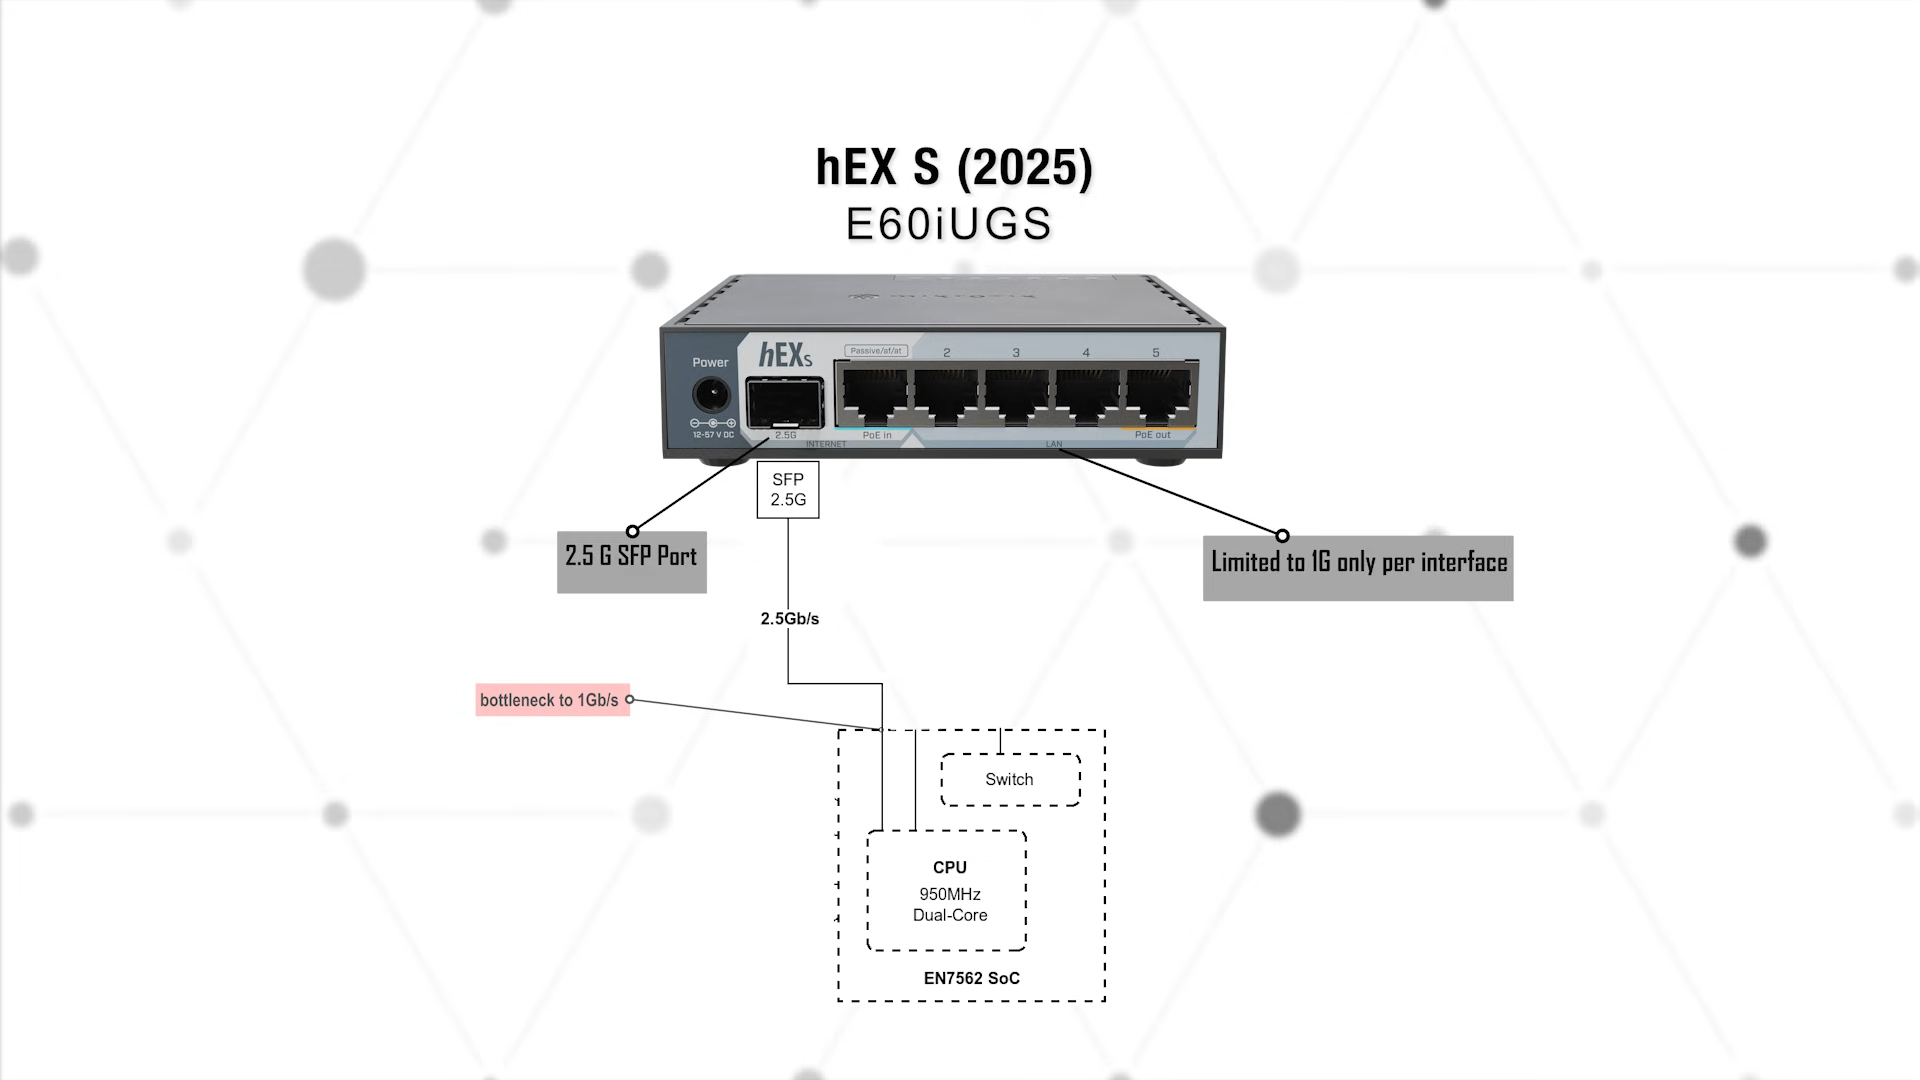 hEX S (2025)
E60iUGS
Power
hEXs
Passive/af/at
2
3
4
5
12-57 V DC
2.5G
INTERNET
PoE in
LAN
PoE out
SFP
2.5G
2.5 G SFP Port
Limited to 1G only per interface
2.5Gb/s
bottleneck to 1Gb/s
Switch
CPU
950MHz
Dual-Core
EN7562 SoC